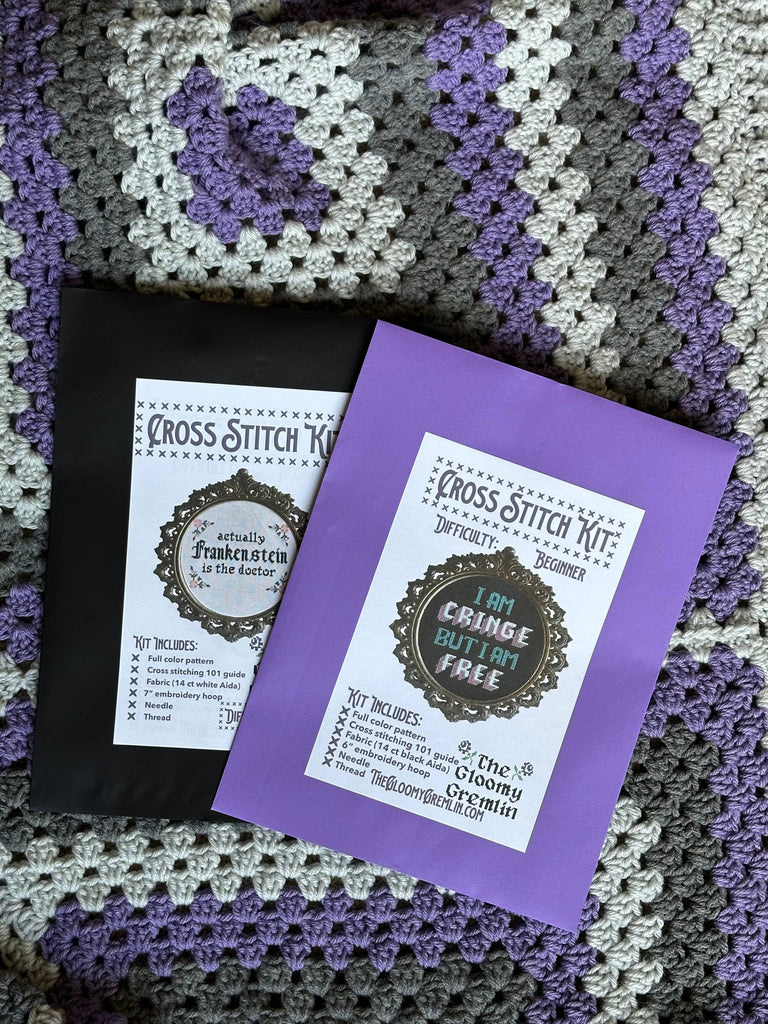 Cross Stitch Ki
actually
Frankenstein
is the doctor
Kit Includes:
Full color pattern
Cross stitching 101 guide
Fabric (14 ct white Aida)
7" embroidery hoop
Needle
Thread
Cross Stitch Kit
Difficulty: Beginner
I AM
CRINGE
BUT I AM
FREE
Kit Includes:
Full color pattern
Cross stitching 101 guide
Fabric (14 ct black Aida)
6" embroidery hoop
Needle
Thread
The
Gloomy
Gremlin
TheGloomyGremlin.com